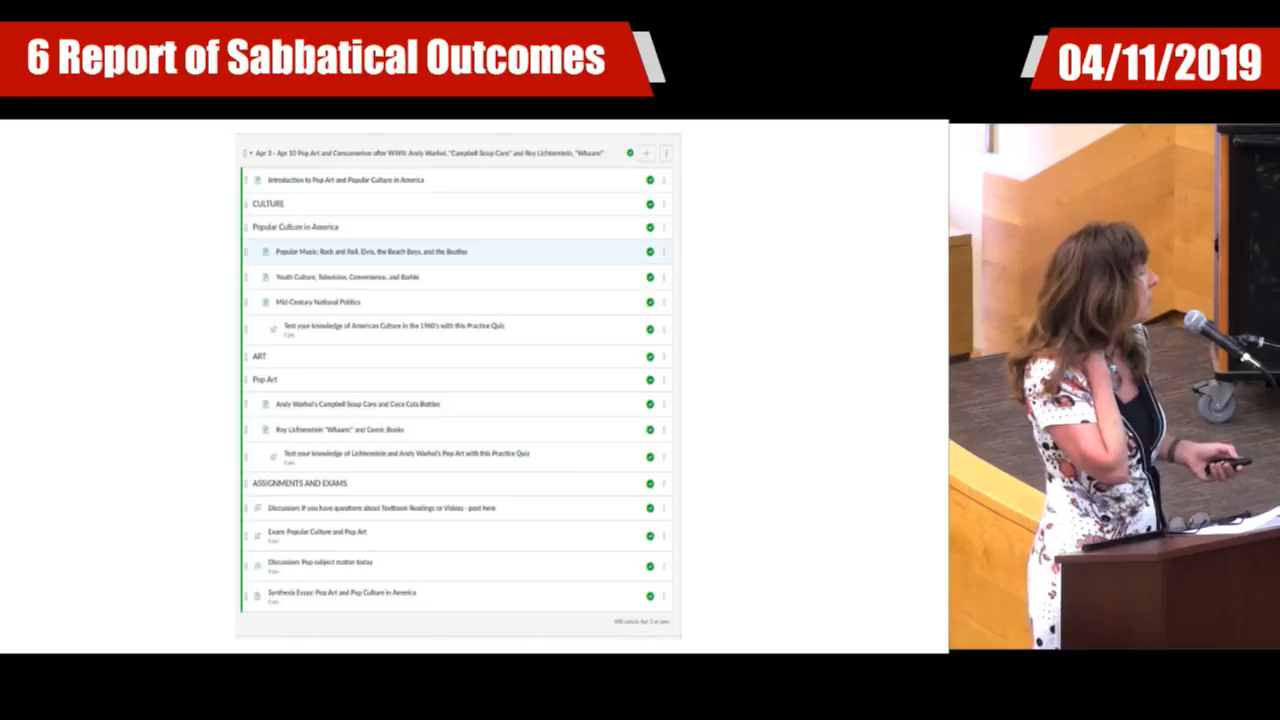 6 Report of Sabbatical Outcomes
04/11/2019
Apr 3 - Apr 10 Pop Art and Consumerism after WWII: Andy Warhol, "Campbell Soup Cans" and Roy Lichtenstein, "Whaam!"
Introduction to Pop Art and Popular Culture in America
CULTURE
Popular Culture in America
Popular Music: Rock and Roll, Elvis, the Beach Boys, and the Beatles
Youth Culture, Television, Convenience, and Barbie
Mid-Century National Politics
Test your knowledge of American Culture in the 1960's with this Practice Quiz
ART
Pop Art
Andy Warhol's Campbell Soup Cans and Coca Cola Bottles
Roy Lichtenstein "Whaam!" and Comic Books
Test your knowledge of Lichtenstein and Andy Warhol's Pop Art with this Practice Quiz
ASSIGNMENTS AND EXAMS
Discussion: If you have questions about Textbook Readings or Videos - post here
Exam: Popular Culture and Pop Art
Discussion: Pop subject matter today
Synthesis Essay: Pop Art and Pop Culture in America